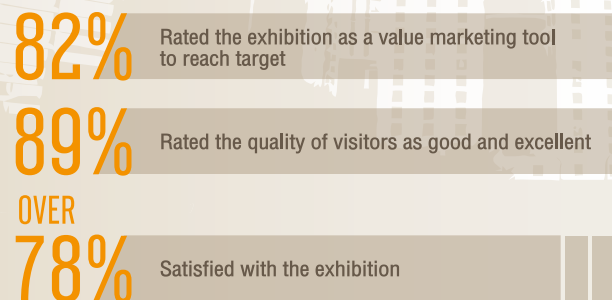 82%
Rated the exhibition as a value marketing tool
to reach target
89%
Rated the quality of visitors as good and excellent
OVER
78%
Satisfied with the exhibition